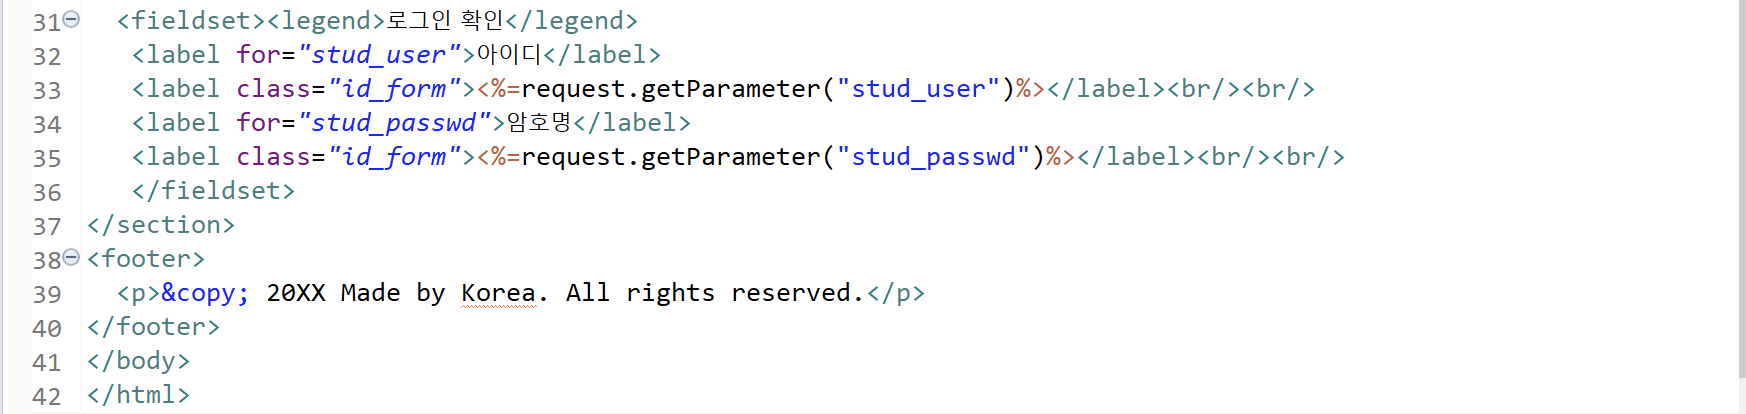 31 <fieldset><legend>로그인 확인</legend>
32 <label for="stud_user">아이디</label>
33 <label class="id_form"><%=request.getParameter("stud_user")%></label><br/><br/>
34 <label for="stud_passwd">암호명</label>
35 <label class="id_form"><%=request.getParameter("stud_passwd")%></label><br/><br/>
36 </fieldset>
37 </section>
38 <footer>
39 <p>&copy; 20XX Made by Korea. All rights reserved.</p>
40 </footer>
41 </body>
42 </html>